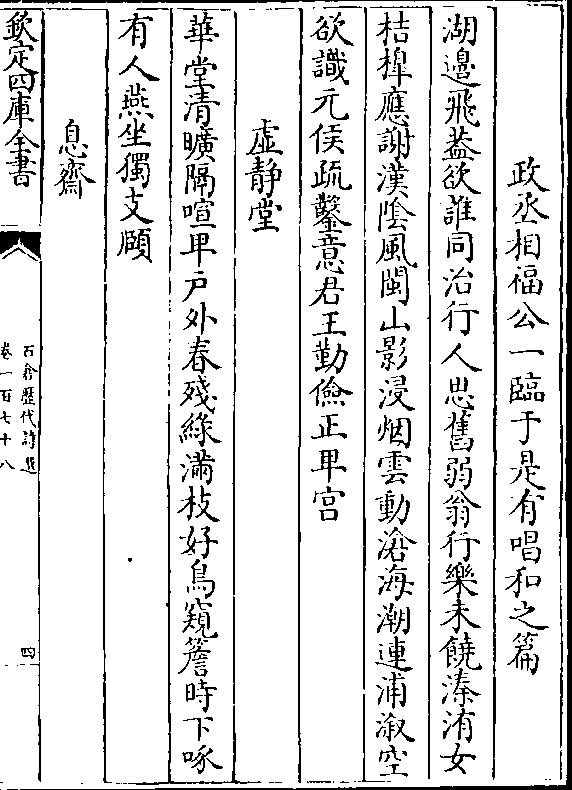 政丞相福公一臨于是有唱和之篇
湖邉飛葢欲誰同治行人思舊弱翁行樂未饒溱洧女
桔橰應謝漢陰風閩山影浸烟雲動滄海潮連浦溆空
欲識元侯疏鑿意君王勤儉正卑宫
虚静堂
華堂清曠隔喧卑户外春殘緑滿枝好鳥窺簷時下啄
有人燕坐獨支頤
息齋
欽定四庫全書
石倉歴代詩選
卷一百七十八
四